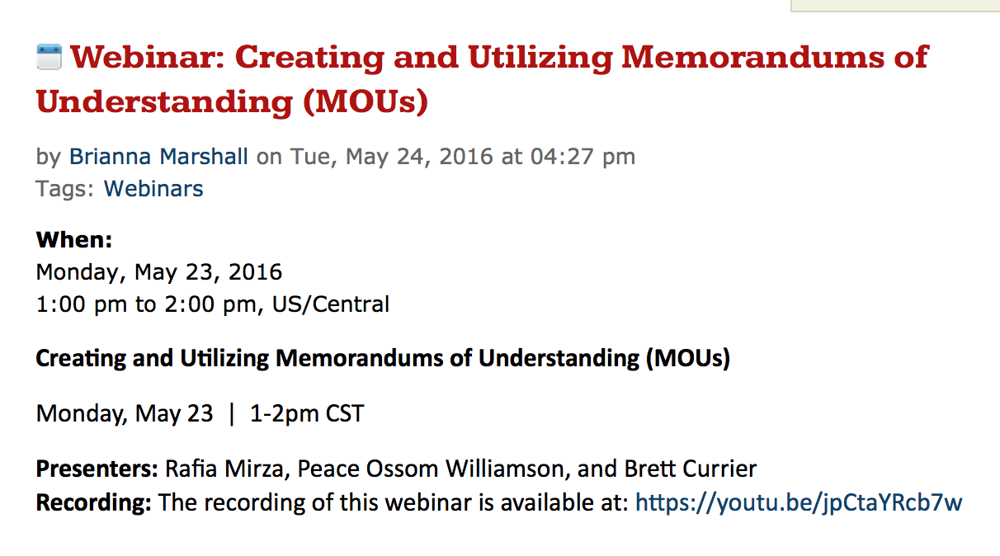 Webinar: Creating and Utilizing Memorandums of
Understanding (MOUs)
by Brianna Marshall on Tue, May 24, 2016 at 04:27 pm
Tags: Webinars
When:
Monday, May 23, 2016
1:00 pm to 2:00 pm, US/Central
Creating and Utilizing Memorandums of Understanding (MOUs)
Monday, May 23 | 1-2pm CST
Presenters: Rafia Mirza, Peace Ossom Williamson, and Brett Currier
Recording: The recording of this webinar is available at: https://youtu.be/jpCtaYRcb7w